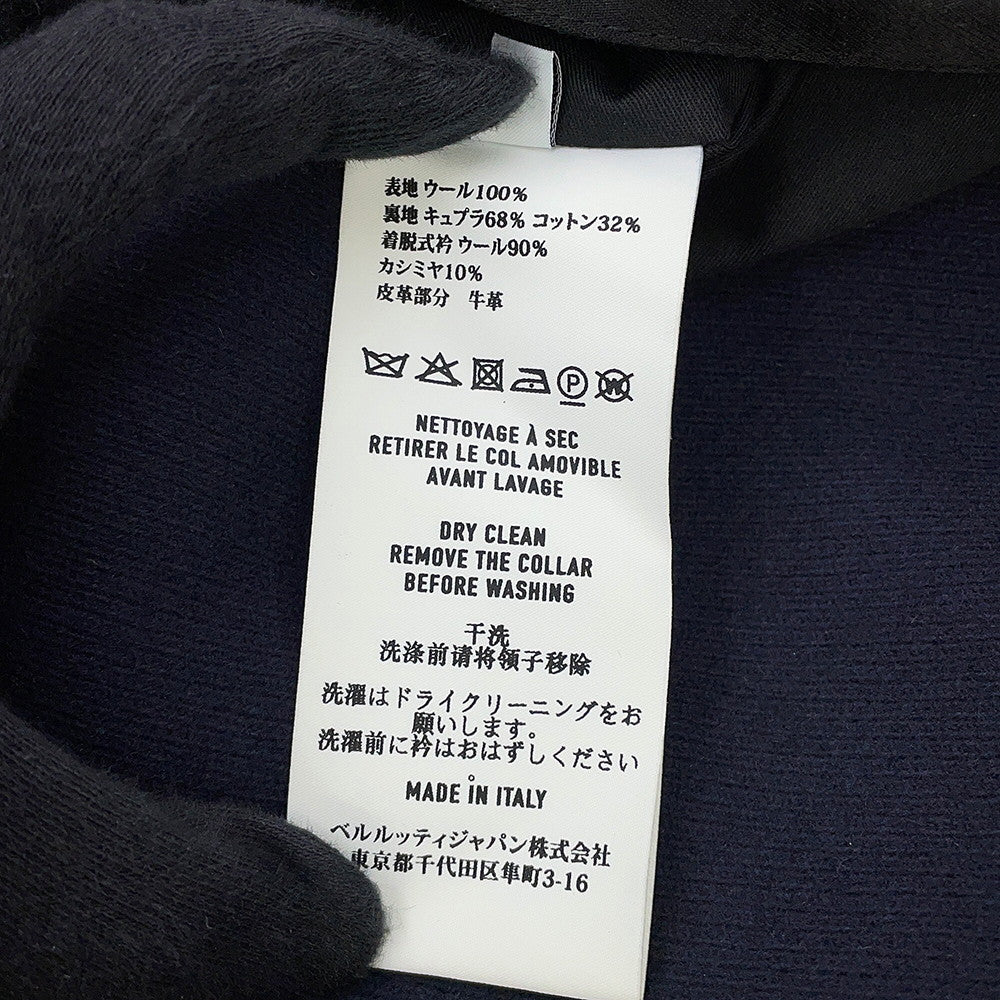 表地 ウール100%
裏地 キュプラ68% コットン32%
着脱式衿 ウール90%
カシミヤ10%
皮革部分 牛革
P W
NETTOYAGE À SEC
RETIRER LE COL AMOVIBLE
AVANT LAVAGE
DRY CLEAN
REMOVE THE COLLAR
BEFORE WASHING
干洗
洗涤前请将领子移除
洗濯はドライクリーニングをお
願いします。
洗濯前に衿はおはずしください
。
MADE IN ITALY
ベルルッティジャパン株式会社
東京都千代田区隼町3-16